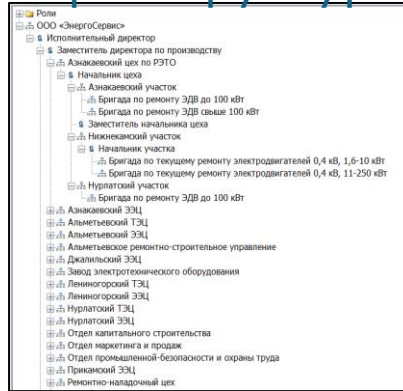 Роли
ООО «ЭнергоСервис»
Исполнительный директор
Заместитель директора по производству
Азнакаевский цех по РЭТО
Начальник цеха
Азнакаевский участок
Бригада по ремонту ЭДВ до 100 кВт
Бригада по ремонту ЭДВ свыше 100 кВт
Заместитель начальника цеха
Нижнекамский участок
Начальник участка
Бригада по текущему ремонту электродвигателей 0,4 кВ, 1,6-10 кВт
Бригада по текущему ремонту электродвигателей 0,4 кВ, 11-250 кВт
Нурлатский участок
Бригада по ремонту ЭДВ до 100 кВт
Азнакаевский ЭЭЦ
Альметьевский ТЭЦ
Альметьевский ЭЭЦ
Альметьевское ремонтно-строительное управление
Джалильский ЭЭЦ
Завод электротехнического оборудования
Лениногорский ТЭЦ
Лениногорский ЭЭЦ
Нурлатский ТЭЦ
Нурлатский ЭЭЦ
Отдел капитального строительства
Отдел маркетинга и продаж
Отдел промышленной-безопасности и охраны труда
Прикамский ЭЭЦ
Ремонтно-наладочный цех